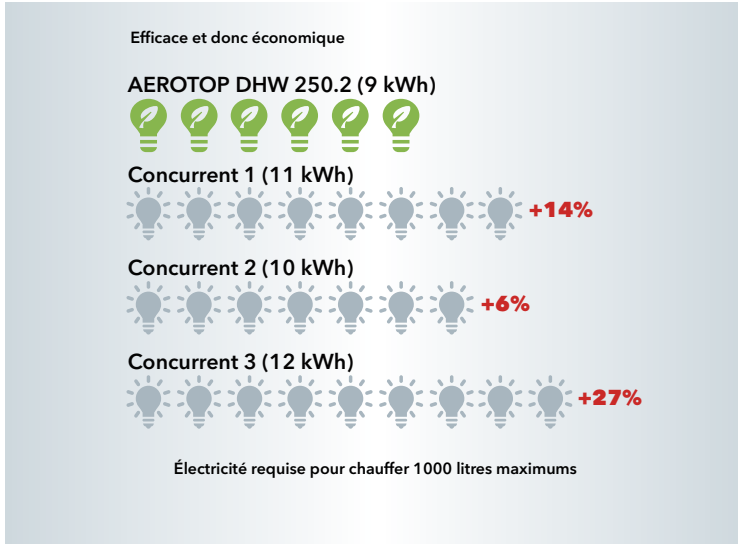 Efficace et donc économique
AEROTOP DHW 250.2 (9 kWh)
Concurrent 1 (11 kWh)
+14%
Concurrent 2 (10 kWh)
+6%
Concurrent 3 (12 kWh)
+27%
Électricité requise pour chauffer 1000 litres maximums